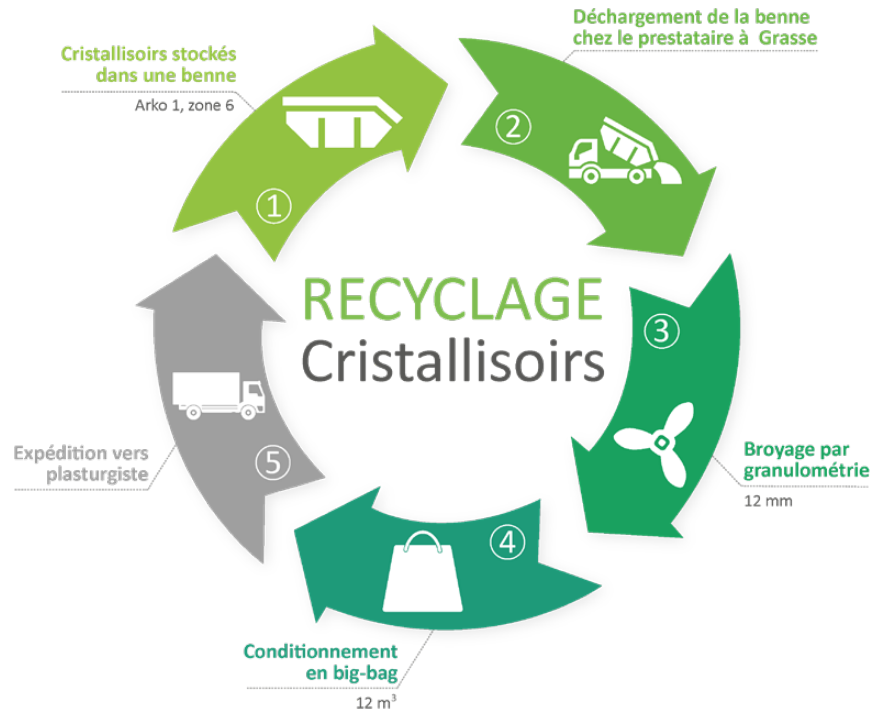 RECYCLAGE
Cristallisoirs
Cristallisoirs stockés
dans une benne
Arko 1, zone 6
①
Déchargement de la benne
chez le prestataire à Grasse
②
③
Broyage par
granulométrie
12 mm
④
Conditionnement
en big-bag
12 m³
⑤
Expédition vers
plasturgiste